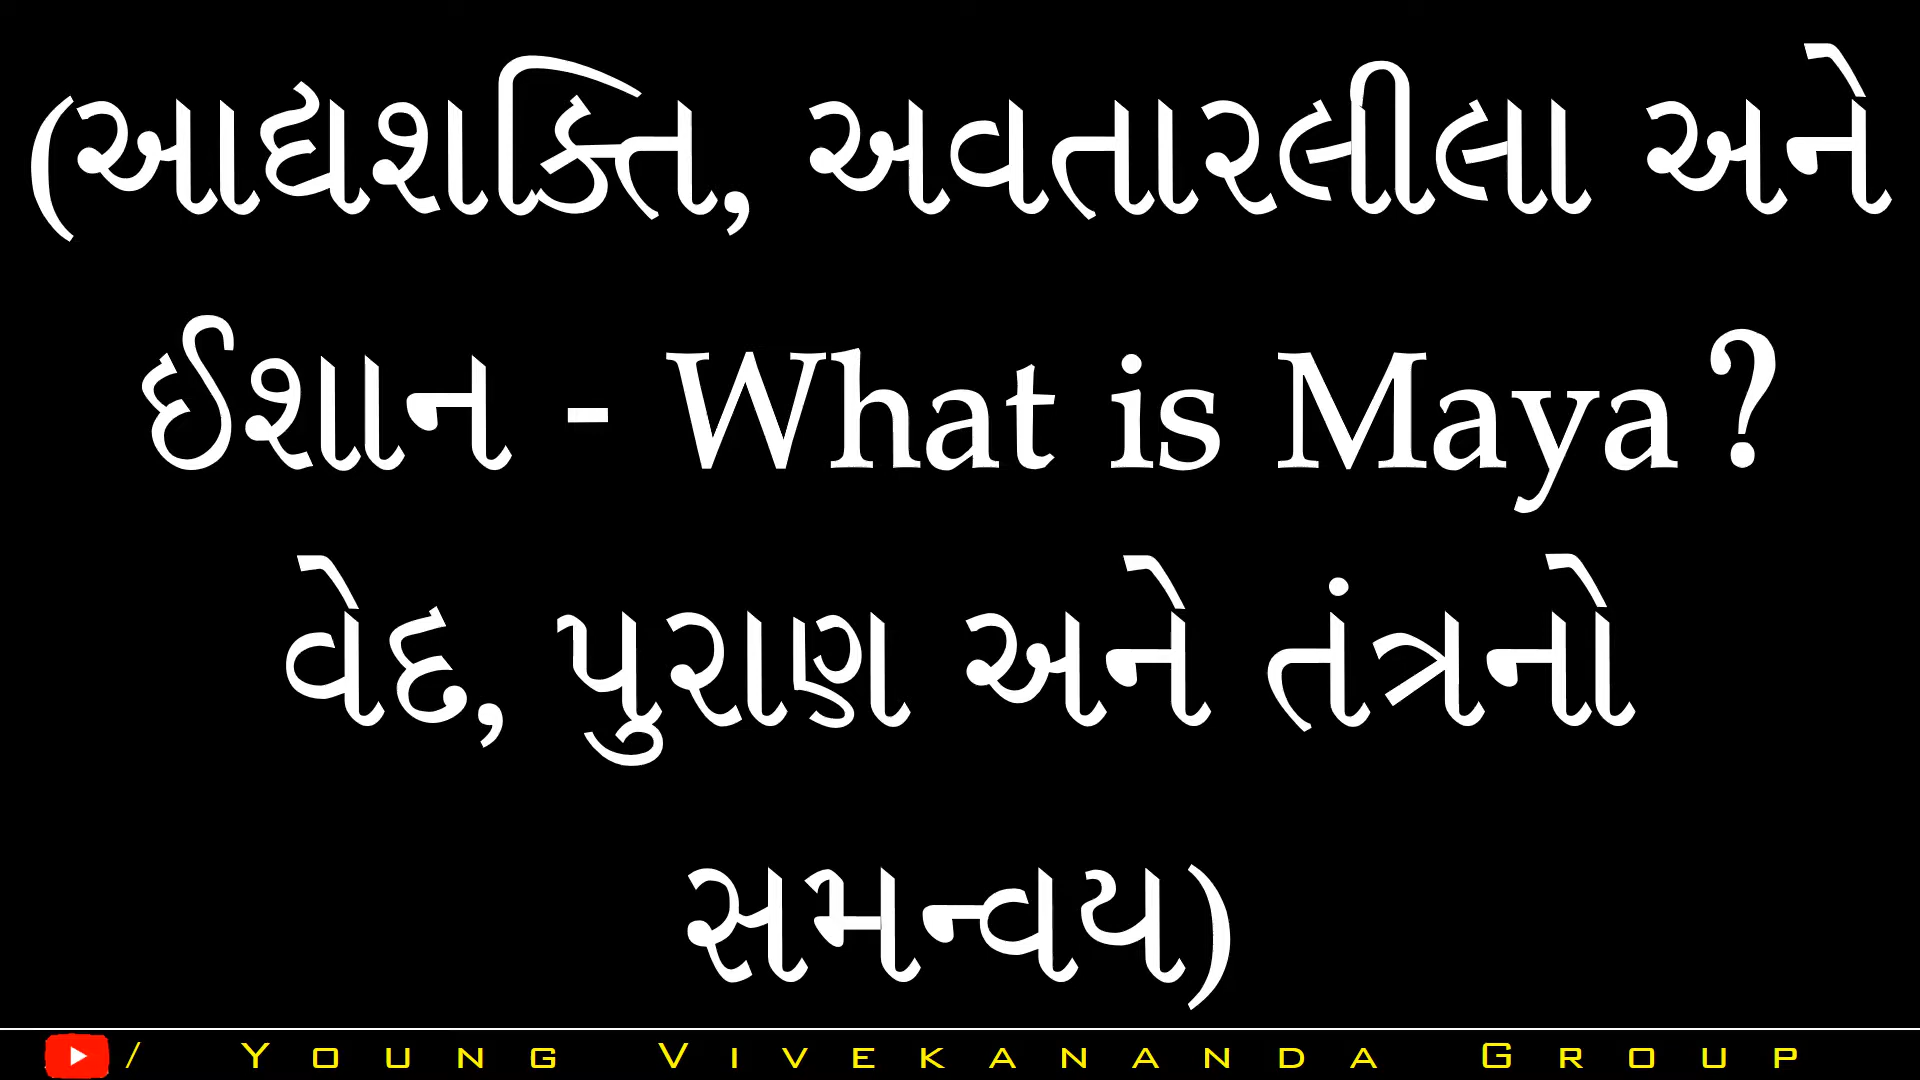 (આદ્યશક્તિ, અવતારલીલા અને
ઈશાન - What is Maya?
વેદ, પુરાણ અને તંત્રનો
સમન્વય)
/ Young Vivekananda Group